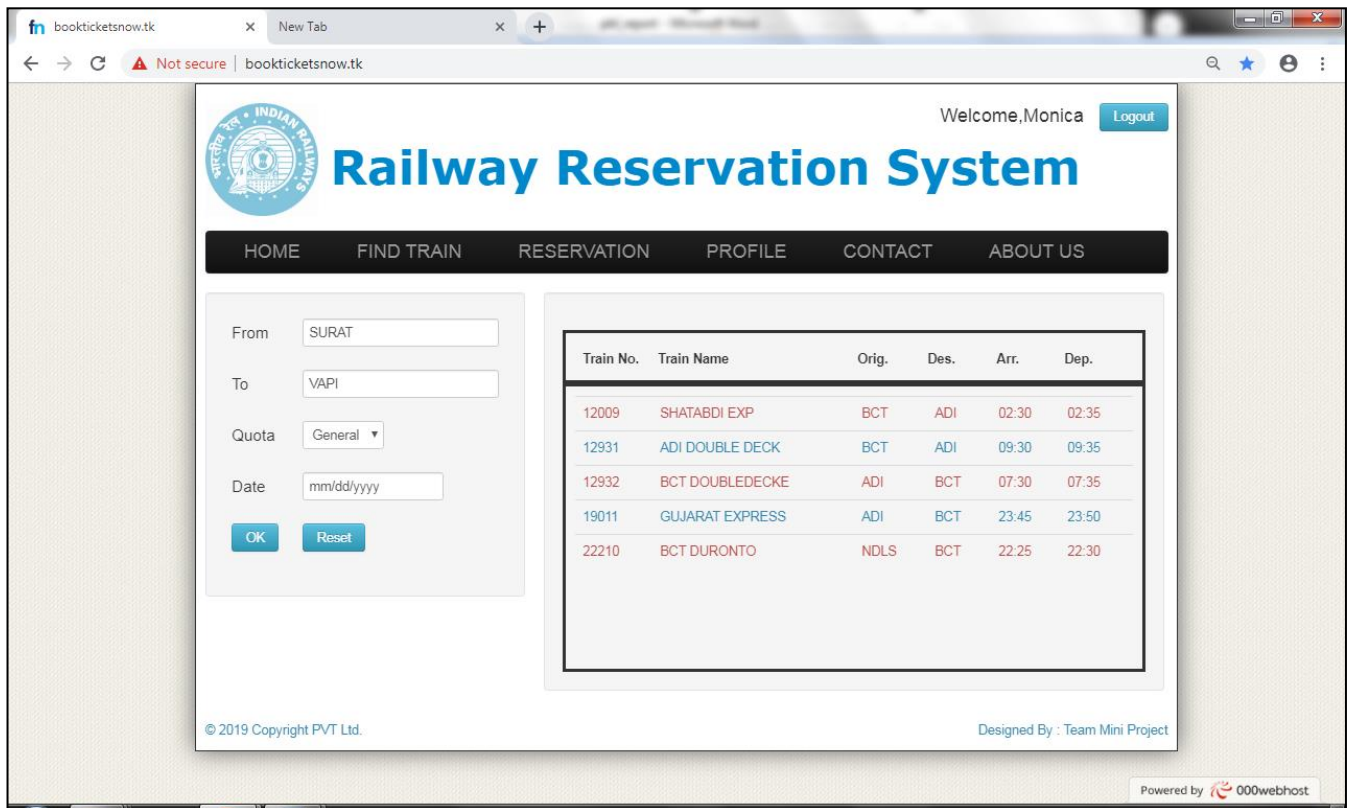 bookticketsnow.tk
New Tab
Not secure | bookticketsnow.tk
भारतीय रेल • INDIAN RAILWAYS
Welcome,Monica Logout
Railway Reservation System
HOME FIND TRAIN RESERVATION PROFILE CONTACT ABOUT US
From SURAT
To VAPI
Quota General
Date mm/dd/yyyy
OK Reset
Train No. Train Name Orig. Des. Arr. Dep.
12009 SHATABDI EXP BCT ADI 02:30 02:35
12931 ADI DOUBLE DECK BCT ADI 09:30 09:35
12932 BCT DOUBLEDECKE ADI BCT 07:30 07:35
19011 GUJARAT EXPRESS ADI BCT 23:45 23:50
22210 BCT DURONTO NDLS BCT 22:25 22:30
© 2019 Copyright PVT Ltd.
Designed By : Team Mini Project
Powered by 000webhost